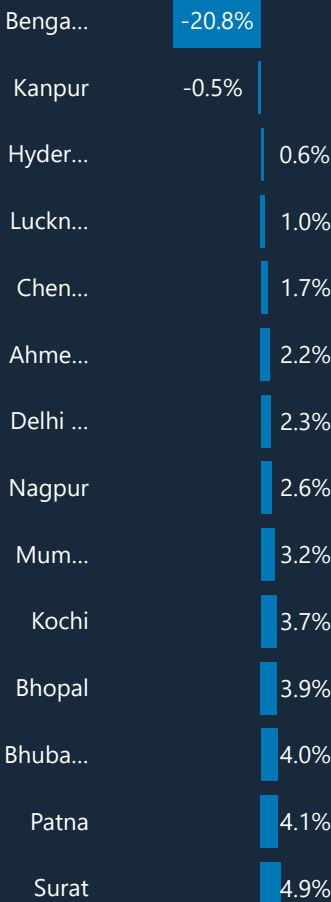 Benga... -20.8%
Kanpur -0.5%
Hyder... 0.6%
Luckn... 1.0%
Chen... 1.7%
Ahme... 2.2%
Delhi ... 2.3%
Nagpur 2.6%
Mum... 3.2%
Kochi 3.7%
Bhopal 3.9%
Bhuba... 4.0%
Patna 4.1%
Surat 4.9%